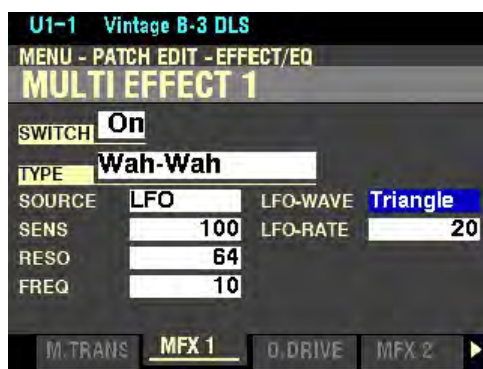 U1-1 Vintage B-3 DLS
MENU - PATCH EDIT - EFFECT/EQ
MULTI EFFECT 1
SWITCH On
TYPE Wah-Wah
SOURCE LFO LFO-WAVE Triangle
SENS 100 LFO-RATE 20
RESO 64
FREQ 10
M.TRANS MFX 1 O.DRIVE MFX 2